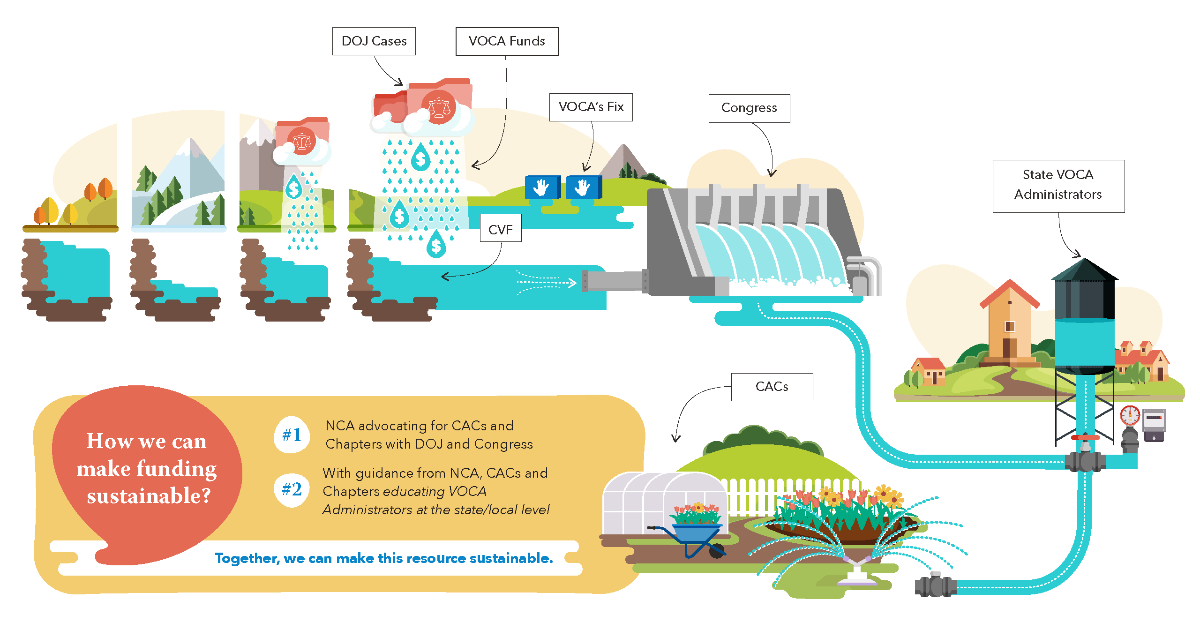 DOJ Cases
VOCA Funds
VOCA's Fix
Congress
State VOCA
Administrators
CVF
$
$
$
$
CACs
How we can
make funding
sustainable?
#1
NCA advocating for CACs and
Chapters with DOJ and Congress
#2
With guidance from NCA, CACs and
Chapters educating VOCA
Administrators at the state/local level
Together, we can make this resource sustainable.